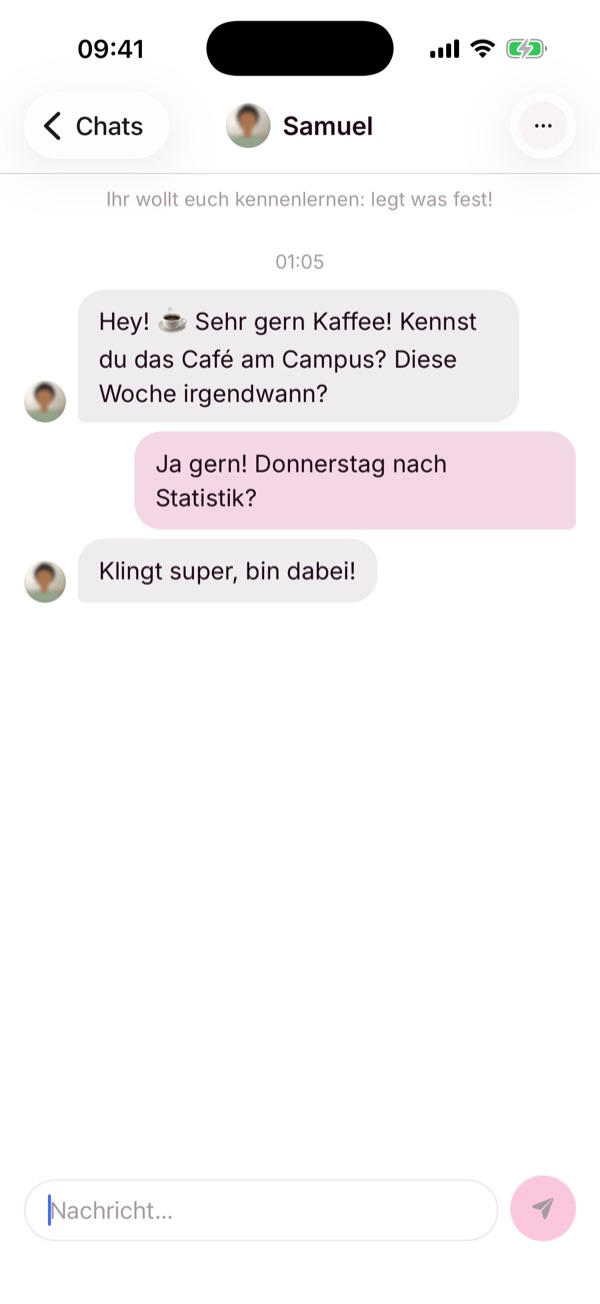 09:41
Chats
Samuel
Ihr wollt euch kennenlernen: legt was fest!
01:05
Hey! ☕ Sehr gern Kaffee! Kennst
du das Café am Campus? Diese
Woche irgendwann?
Ja gern! Donnerstag nach
Statistik?
Klingt super, bin dabei!
Nachricht...